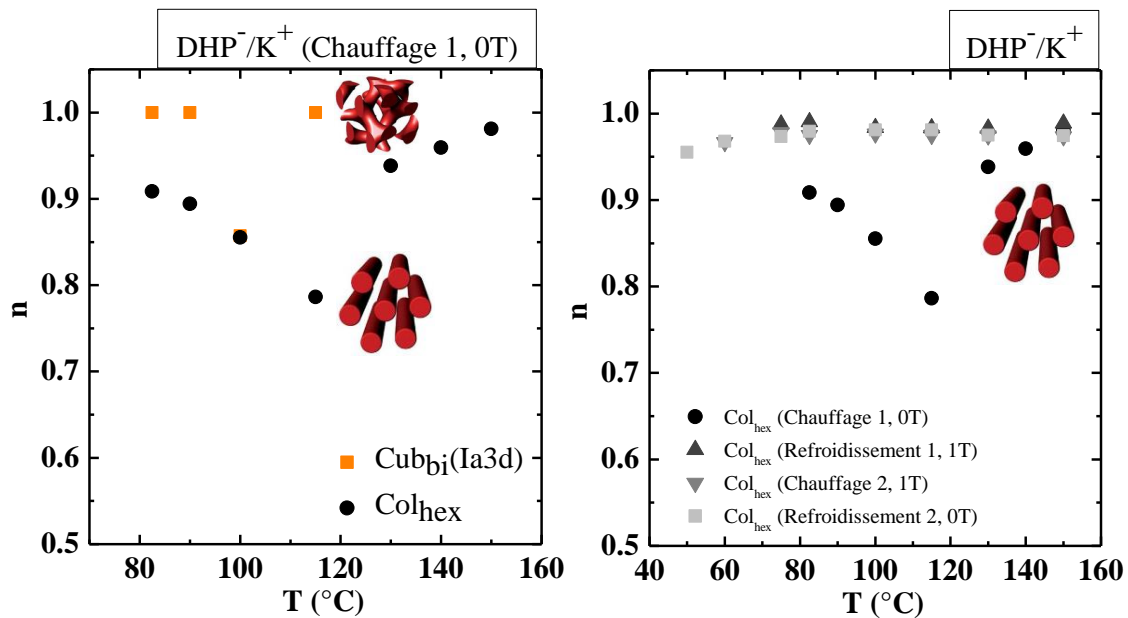 DHP⁻/K⁺ (Chauffage 1, 0T)
1.0
0.9
0.8
0.7
0.6
0.5
n
80 100 120 140 160
T (°C)
Cub_bi(Ia3d)
Col_hex
DHP⁻/K⁺
1.0
0.9
0.8
0.7
0.6
0.5
n
40 60 80 100 120 140 160
T (°C)
Col_hex (Chauffage 1, 0T)
Col_hex (Refroidissement 1, 1T)
Col_hex (Chauffage 2, 1T)
Col_hex (Refroidissement 2, 0T)